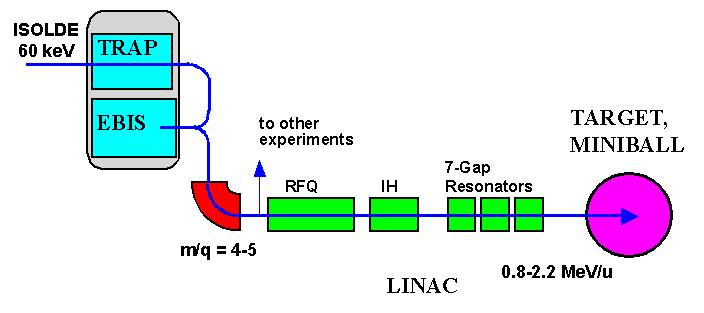 ISOLDE
60 keV
TRAP
EBIS
to other
experiments
TARGET,
MINIBALL
7-Gap
Resonators
RFQ
IH
m/q = 4-5
0.8-2.2 MeV/u
LINAC